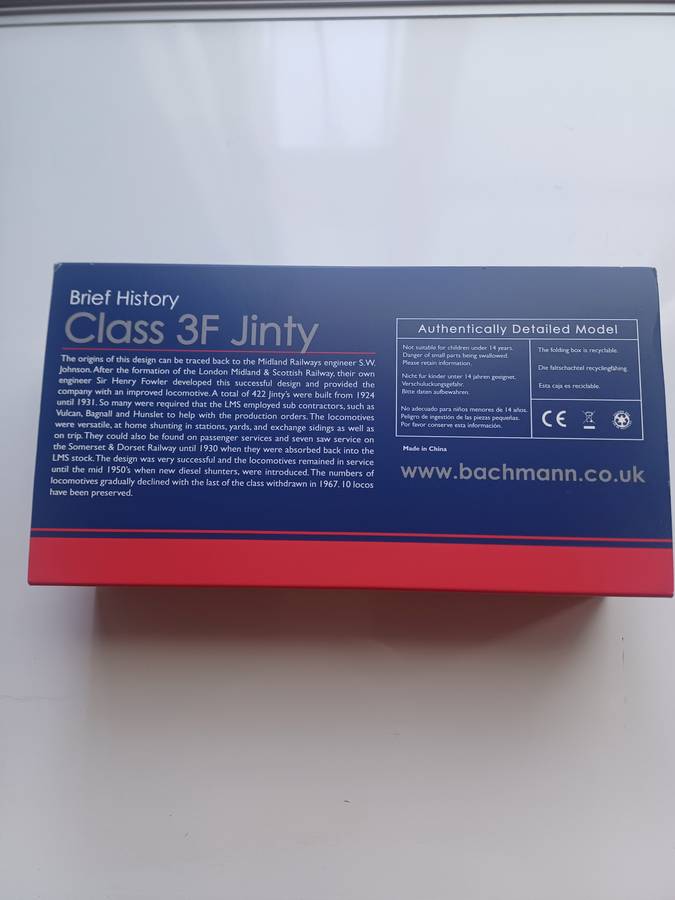 Brief History
Class 3F Jinty
The origins of this design can be traced back to the Midland Railways engineer S.W.
Johnson. After the formation of the London Midland & Scottish Railway, their own
engineer Sir Henry Fowler developed this successful design and provided the
company with an improved locomotive. A total of 422 Jinty's were built from 1924
until 1931. So many were required that the LMS employed sub contractors, such as
Vulcan, Bagnall and Hunslet to help with the production orders. The locomotives
were versatile, at home shunting in stations, yards, and exchange sidings as well as
on trip. They could also be found on passenger services and seven saw service on
the Somerset & Dorset Railway until 1930 when they were absorbed back into the
LMS stock. The design was very successful and the locomotives remained in service
until the mid 1950's when new diesel shunters, were introduced. The numbers of
locomotives gradually declined with the last of the class withdrawn in 1967. 10 locos
have been preserved.
Authentically Detailed Model
Not suitable for children under 14 years.
Danger of small parts being swallowed.
Please retain information.
Nicht fur kinder unter 14 jahren geeignet.
Verschuluckungsgefahr.
Bitte daten aufbewahren.
No adecuado para niños menores de 14 años.
Peligro de ingestión de las piezas pequeñas.
Por favor conserve esta información.
The folding box is recyclable.
Die faltschachtel recyclingfähing.
Esta caja es reciclable.
CE
Made in China
www.bachmann.co.uk